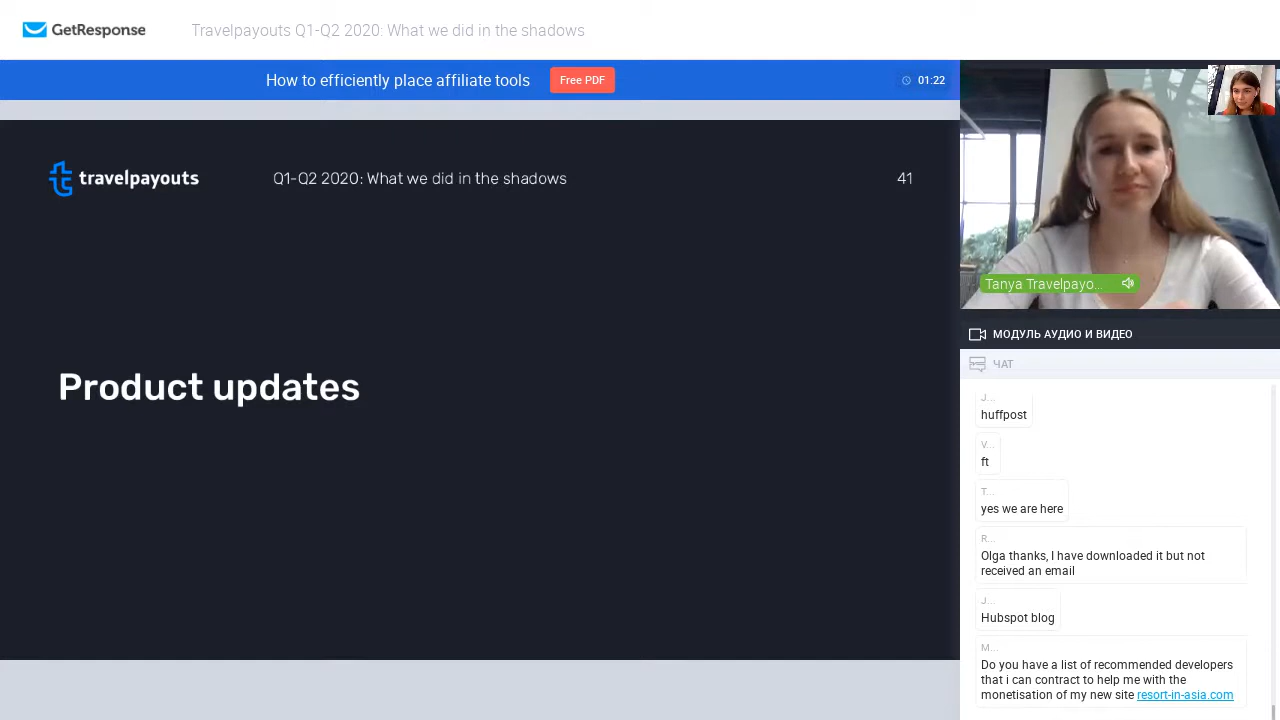 GetResponse
Travelpayouts Q1-Q2 2020: What we did in the shadows
How to efficiently place affiliate tools
Free PDF
01:22
travelpayouts
Q1-Q2 2020: What we did in the shadows
41
Product updates
Tanya Travelpayo...
МОДУЛЬ АУДИО И ВИДЕО
ЧАТ
J...
huffpost
V...
ft
T...
yes we are here
R...
Olga thanks, I have downloaded it but not
received an email
J...
Hubspot blog
M...
Do you have a list of recommended developers
that i can contract to help me with the
monetisation of my new site resort-in-asia.com